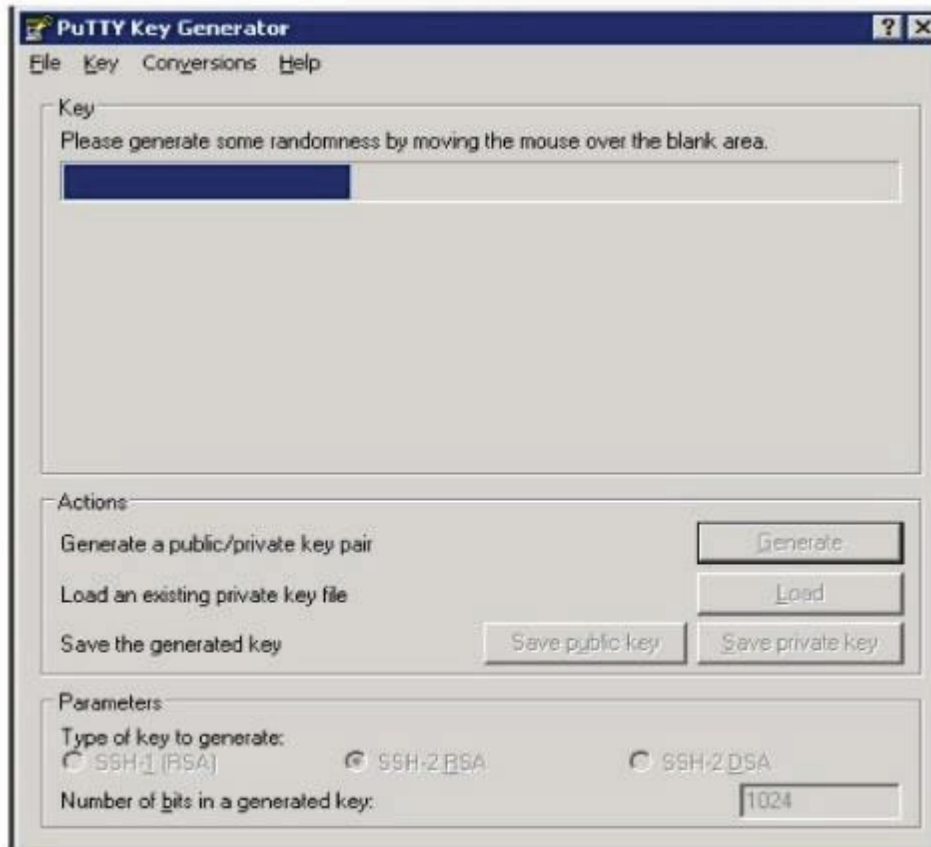 PuTTY Key Generator
File Key Conversions Help
Key
Please generate some randomness by moving the mouse over the blank area.
Actions
Generate a public/private key pair
Generate
Load an existing private key file
Load
Save the generated key
Save public key
Save private key
Parameters
Type of key to generate:
SSH-1 (RSA)
SSH-2 RSA
SSH-2 DSA
Number of bits in a generated key:
1024